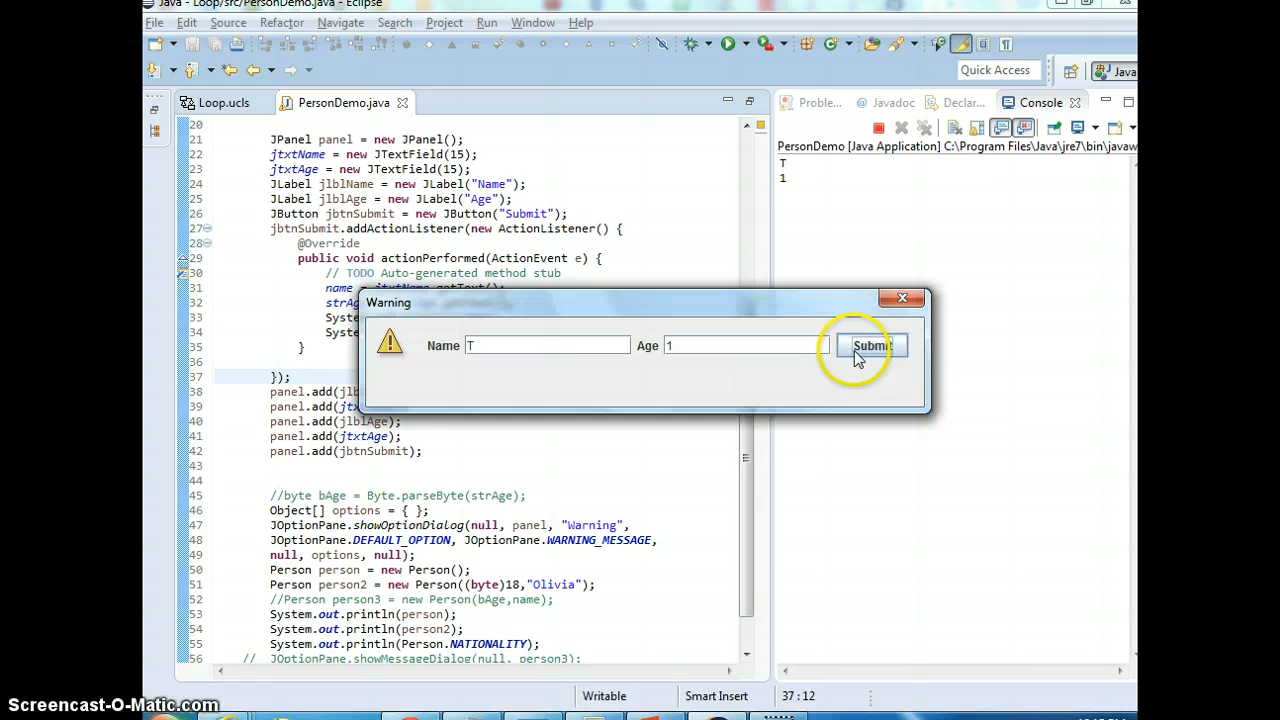 Java - Loop/src/PersonDemo.java - Eclipse
File Edit Source Refactor Navigate Search Project Run Window Help
Quick Access
Java
Loop.ucls
PersonDemo.java
Proble...
@ Javadoc
Declar...
Console
PersonDemo [Java Application] C:\Program Files\Java\jre7\bin\javaw
T
1
20
21 JPanel panel = new JPanel();
22 jtxtName = new JTextField(15);
23 jtxtAge = new JTextField(15);
24 JLabel jlblName = new JLabel("Name");
25 JLabel jlblAge = new JLabel("Age");
26 JButton jbtnSubmit = new JButton("Submit");
27 jbtnSubmit.addActionListener(new ActionListener() {
28 @Override
29 public void actionPerformed(ActionEvent e) {
30 // TODO Auto-generated method stub
31 name = jtxtName.getText();
32 strAg
33 Syst
34 Syst
35 }
36
37 });
38 panel.add(jlb
39 panel.add(jtx
40 panel.add(jlblAge);
41 panel.add(jtxtAge);
42 panel.add(jbtnSubmit);
43
44
45 //byte bAge = Byte.parseByte(strAge);
46 Object[] options = { };
47 JOptionPane.showOptionDialog(null, panel, "Warning",
48 JOptionPane.DEFAULT_OPTION, JOptionPane.WARNING_MESSAGE,
49 null, options, null);
50 Person person = new Person();
51 Person person2 = new Person((byte)18,"Olivia");
52 //Person person3 = new Person(bAge,name);
53 System.out.println(person);
54 System.out.println(person2);
55 System.out.println(Person.NATIONALITY);
56 // JOptionPane.showMessageDialog(null, person3);
Warning
Name T Age 1 Submit
Writable Smart Insert 37 : 12
Screencast-O-Matic.com